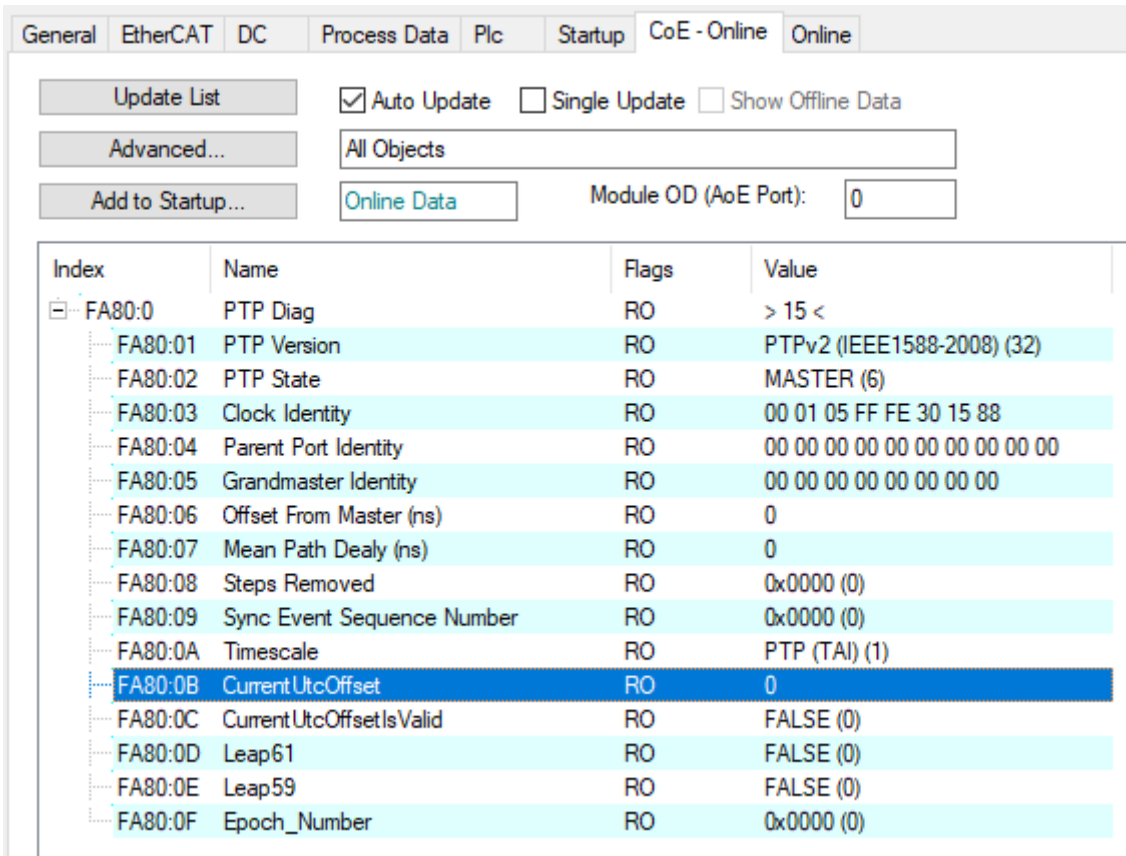 General EtherCAT DC Process Data Plc Startup CoE - Online Online
Update List Auto Update Single Update Show Offline Data
Advanced... All Objects
Add to Startup... Online Data Module OD (AoE Port): 0
Index Name Flags Value
FA80:0 PTP Diag RO > 15 <
FA80:01 PTP Version RO PTPv2 (IEEE1588-2008) (32)
FA80:02 PTP State RO MASTER (6)
FA80:03 Clock Identity RO 00 01 05 FF FE 30 15 88
FA80:04 Parent Port Identity RO 00 00 00 00 00 00 00 00 00 00
FA80:05 Grandmaster Identity RO 00 00 00 00 00 00 00 00
FA80:06 Offset From Master (ns) RO 0
FA80:07 Mean Path Dealy (ns) RO 0
FA80:08 Steps Removed RO 0x0000 (0)
FA80:09 Sync Event Sequence Number RO 0x0000 (0)
FA80:0A Timescale RO PTP (TAI) (1)
FA80:0B CurrentUtcOffset RO 0
FA80:0C CurrentUtcOffsetIsValid RO FALSE (0)
FA80:0D Leap61 RO FALSE (0)
FA80:0E Leap59 RO FALSE (0)
FA80:0F Epoch_Number RO 0x0000 (0)